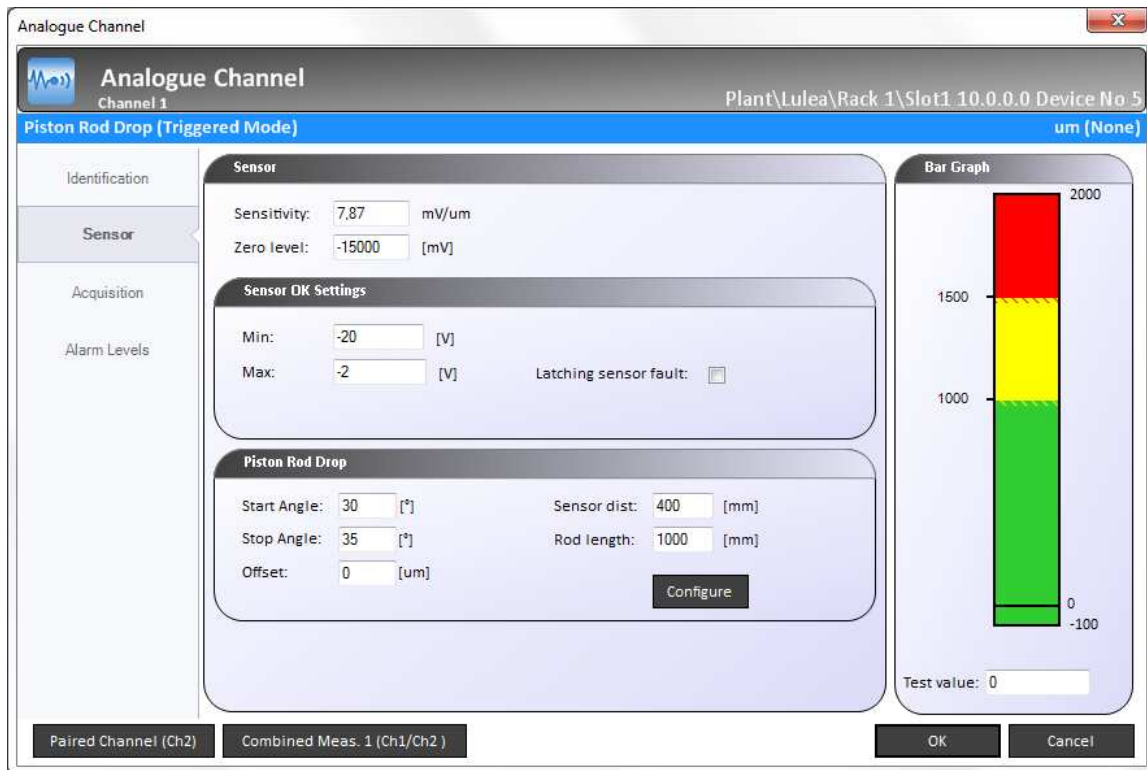 Analogue Channel
Analogue Channel
Channel 1
Plant\Lulea\Rack 1\Slot1 10.0.0.0 Device No 5
Piston Rod Drop (Triggered Mode)
um (None)
Identification
Sensor
Acquisition
Alarm Levels
Sensor
Sensitivity: 7,87 mV/um
Zero level: -15000 [mV]
Sensor OK Settings
Min: -20 [V]
Max: -2 [V] Latching sensor fault:
Piston Rod Drop
Start Angle: 30 [°] Sensor dist: 400 [mm]
Stop Angle: 35 [°] Rod length: 1000 [mm]
Offset: 0 [um]
Configure
Bar Graph
2000
1500
1000
0
-100
Test value: 0
Paired Channel (Ch2) Combined Meas. 1 (Ch1/Ch2 ) OK Cancel